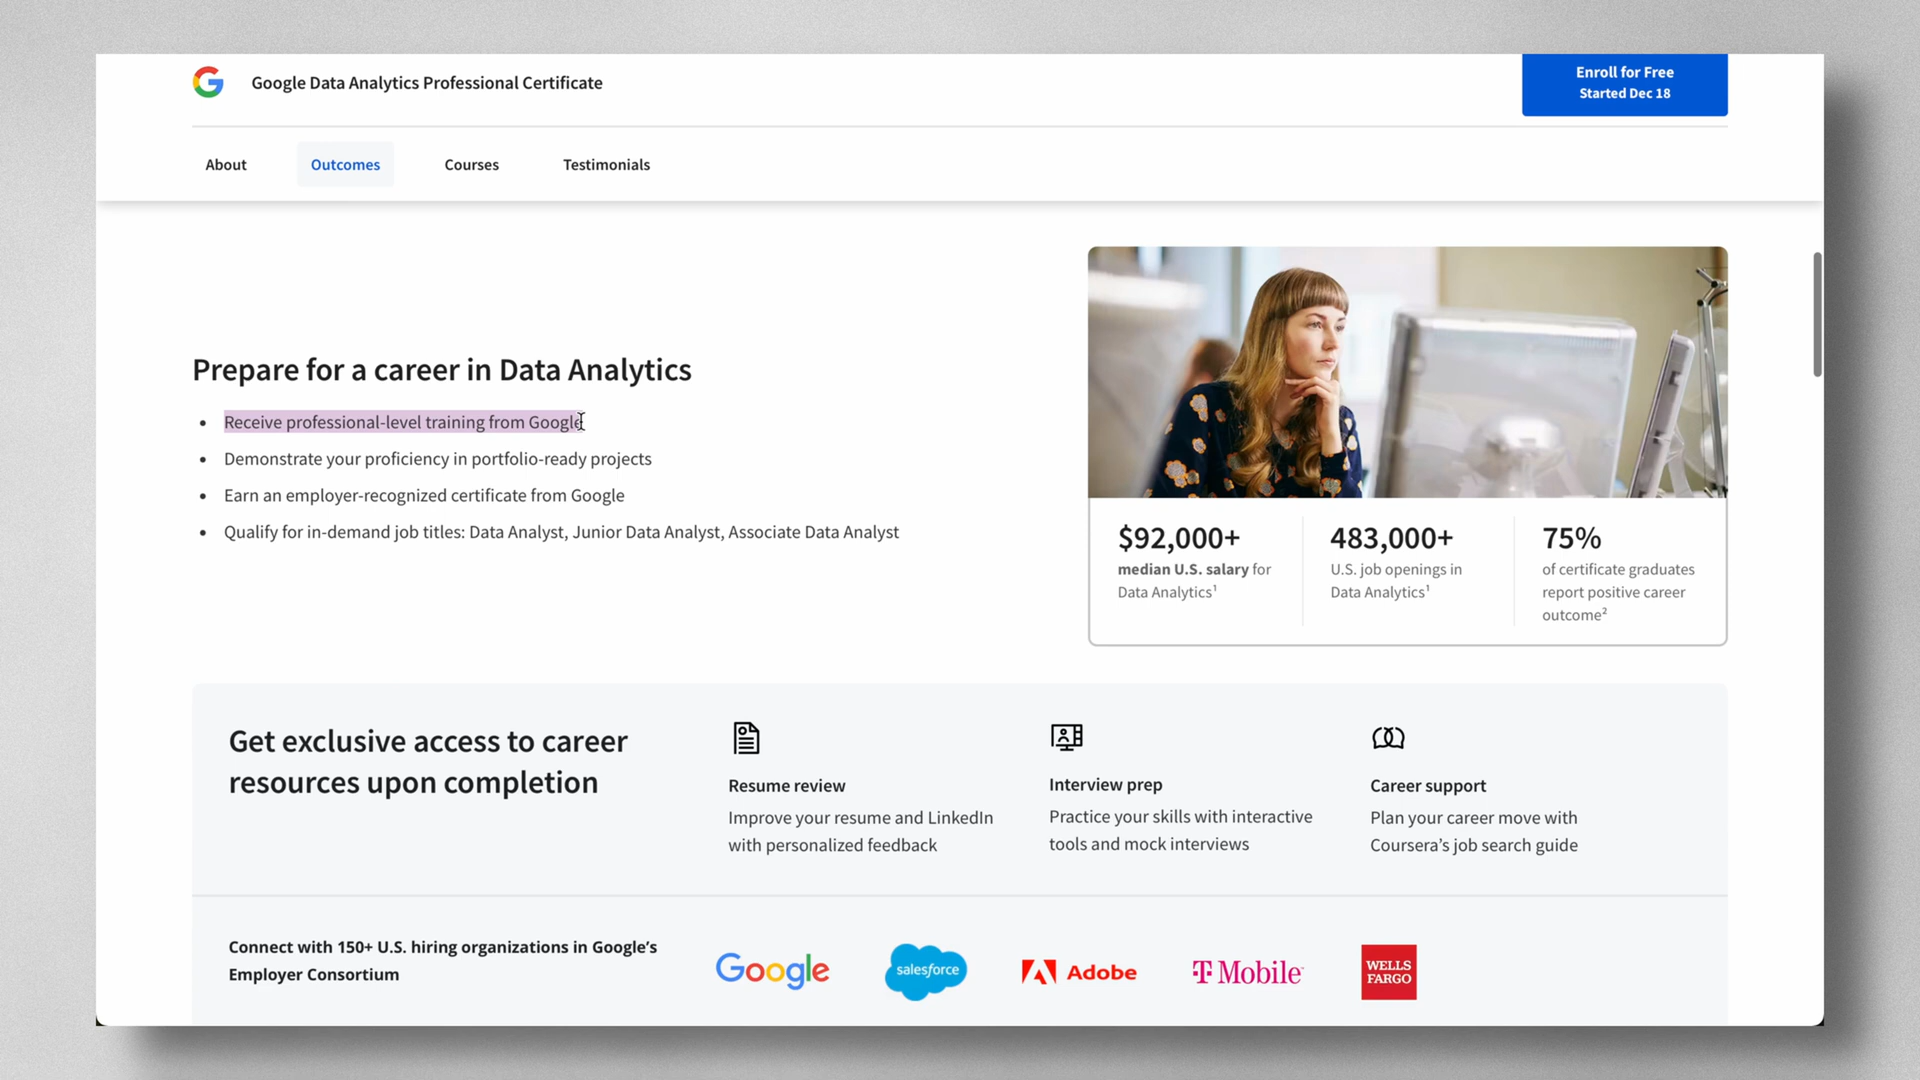 Google Data Analytics Professional Certificate
Enroll for Free
Started Dec 18
About
Outcomes
Courses
Testimonials
Prepare for a career in Data Analytics
Receive professional-level training from Google
Demonstrate your proficiency in portfolio-ready projects
Earn an employer-recognized certificate from Google
Qualify for in-demand job titles: Data Analyst, Junior Data Analyst, Associate Data Analyst
$92,000+
median U.S. salary for
Data Analytics¹
483,000+
U.S. job openings in
Data Analytics¹
75%
of certificate graduates
report positive career
outcome²
Get exclusive access to career
resources upon completion
Resume review
Improve your resume and LinkedIn
with personalized feedback
Interview prep
Practice your skills with interactive
tools and mock interviews
Career support
Plan your career move with
Coursera’s job search guide
Connect with 150+ U.S. hiring organizations in Google’s
Employer Consortium
Google
salesforce
Adobe
T Mobile
WELLS
FARGO